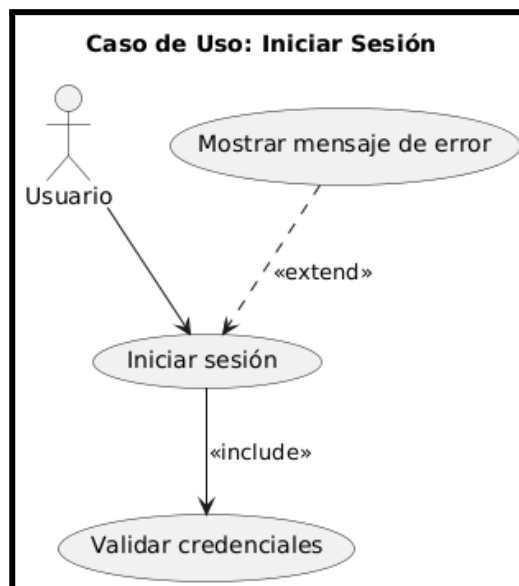 Caso de Uso: Iniciar Sesión
Mostrar mensaje de error
Usuario
«extend»
Iniciar sesión
«include»
Validar credenciales